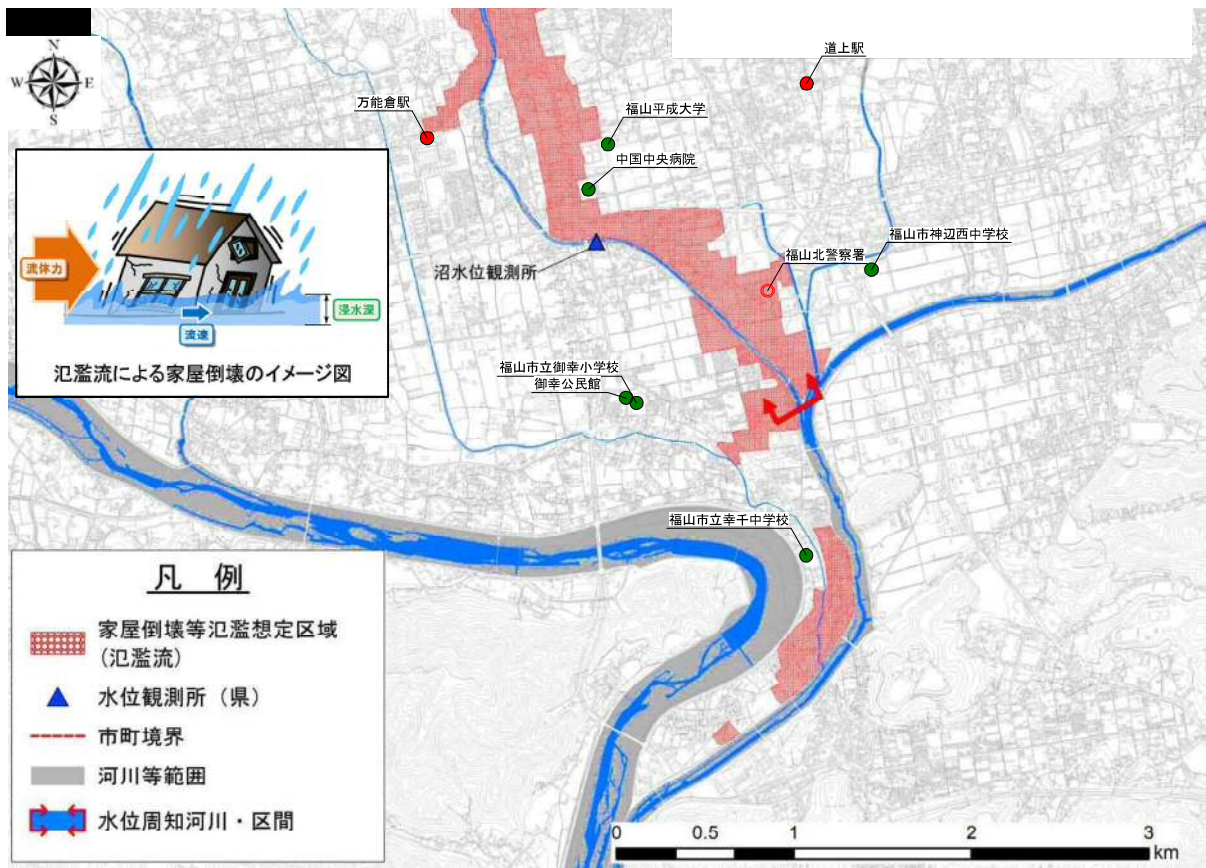 N
W
E
S
道上駅
万能倉駅
福山平成大学
中国中央病院
福山市神辺西中学校
福山北警察署
沼水位観測所
流体力
浸水深
流速
氾濫流による家屋倒壊のイメージ図
福山市立御幸小学校
御幸公民館
福山市立幸千中学校
凡 例
家屋倒壊等氾濫想定区域
(氾濫流)
水位観測所（県）
市町境界
河川等範囲
水位周知河川・区間
0 0.5 1 2 3
km